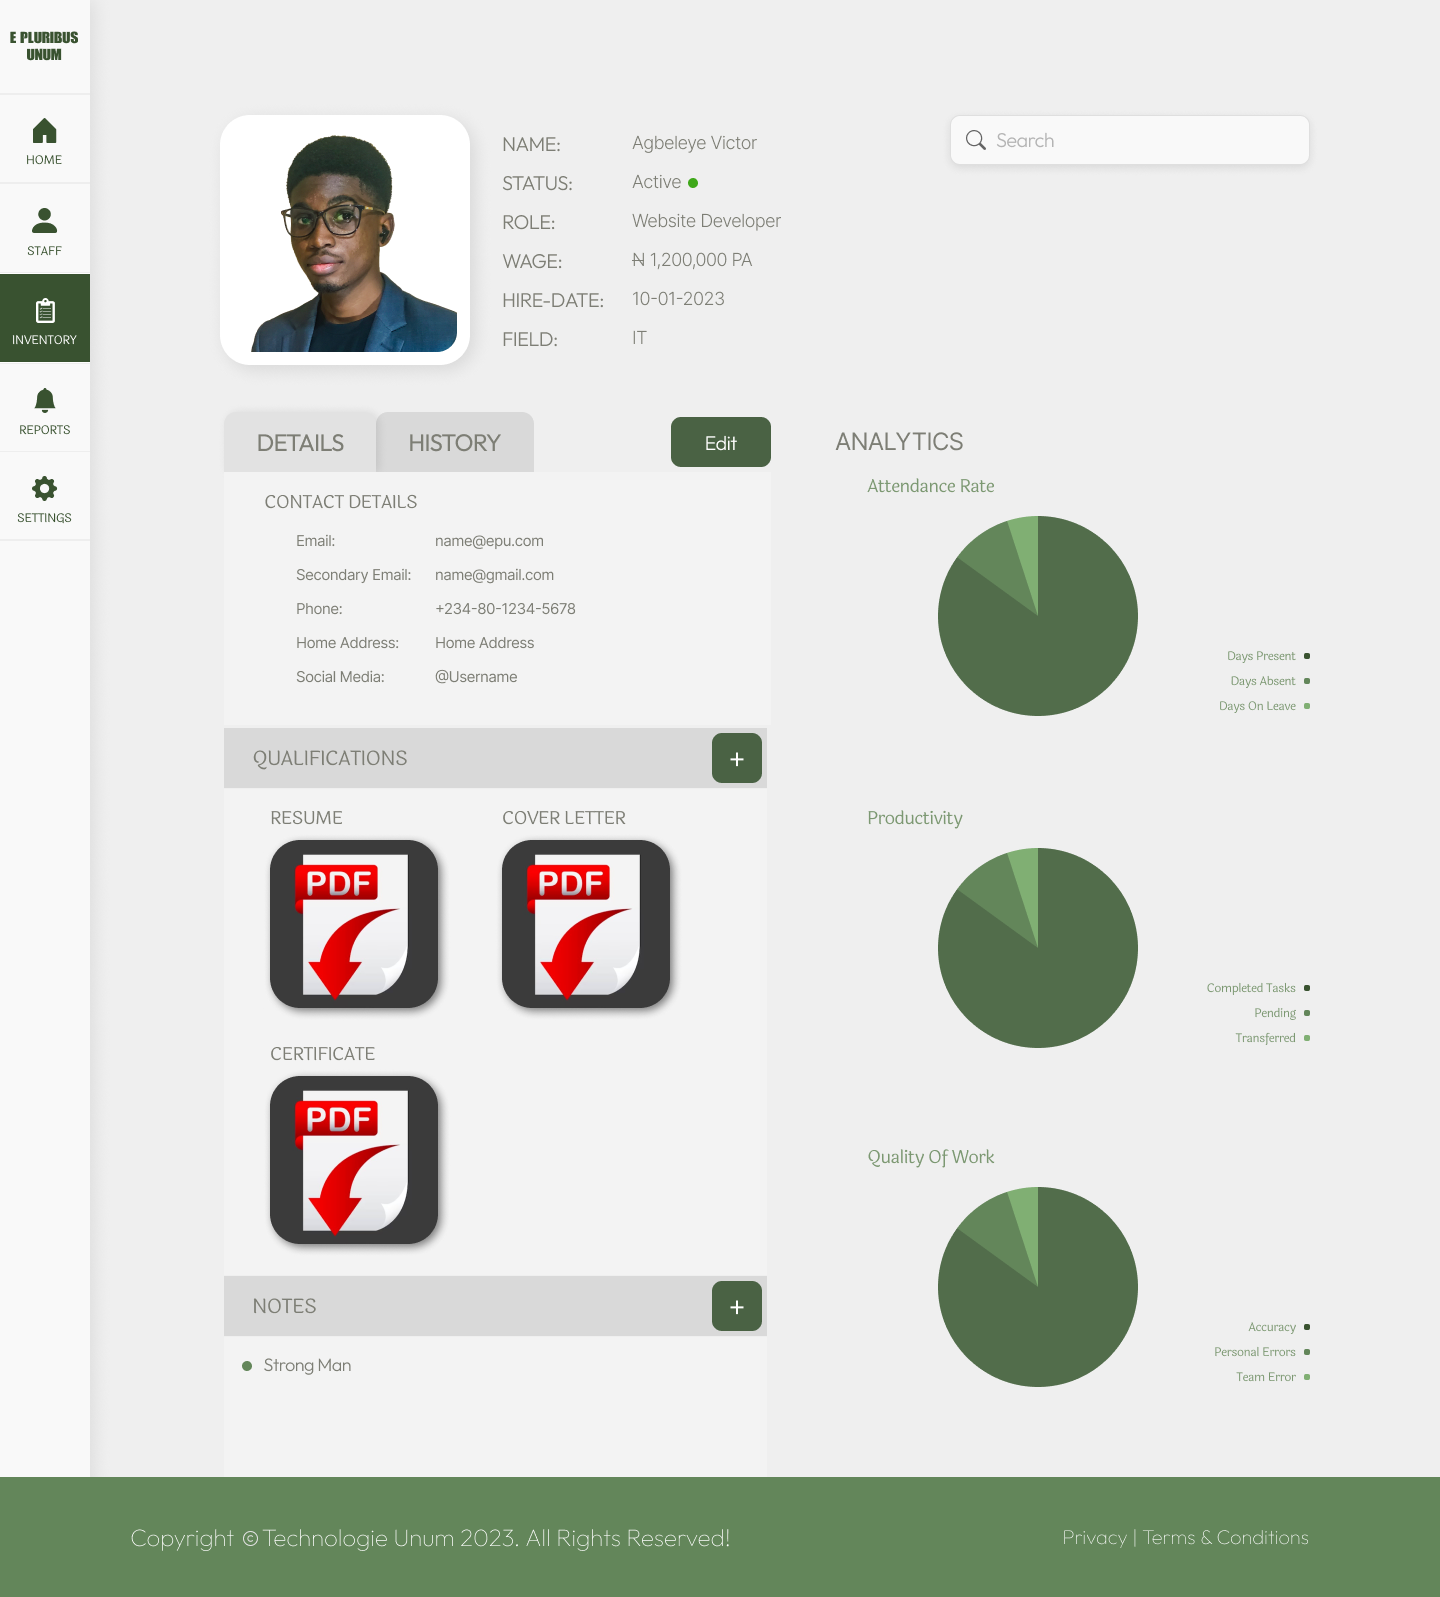 E PLURIBUS
UNUM
HOME
STAFF
INVENTORY
REPORTS
SETTINGS
NAME: Agbeleye Victor
STATUS: Active
ROLE: Website Developer
WAGE: ₦ 1,200,000 PA
HIRE-DATE: 10-01-2023
FIELD: IT
Search
DETAILS HISTORY Edit
CONTACT DETAILS
Email: name@epu.com
Secondary Email: name@gmail.com
Phone: +234-80-1234-5678
Home Address: Home Address
Social Media: @Username
QUALIFICATIONS +
RESUME COVER LETTER
PDF PDF
CERTIFICATE
PDF
NOTES +
Strong Man
ANALYTICS
Attendance Rate
Days Present
Days Absent
Days On Leave
Productivity
Completed Tasks
Pending
Transferred
Quality Of Work
Accuracy
Personal Errors
Team Error
Copyright © Technologie Unum 2023. All Rights Reserved!
Privacy | Terms & Conditions